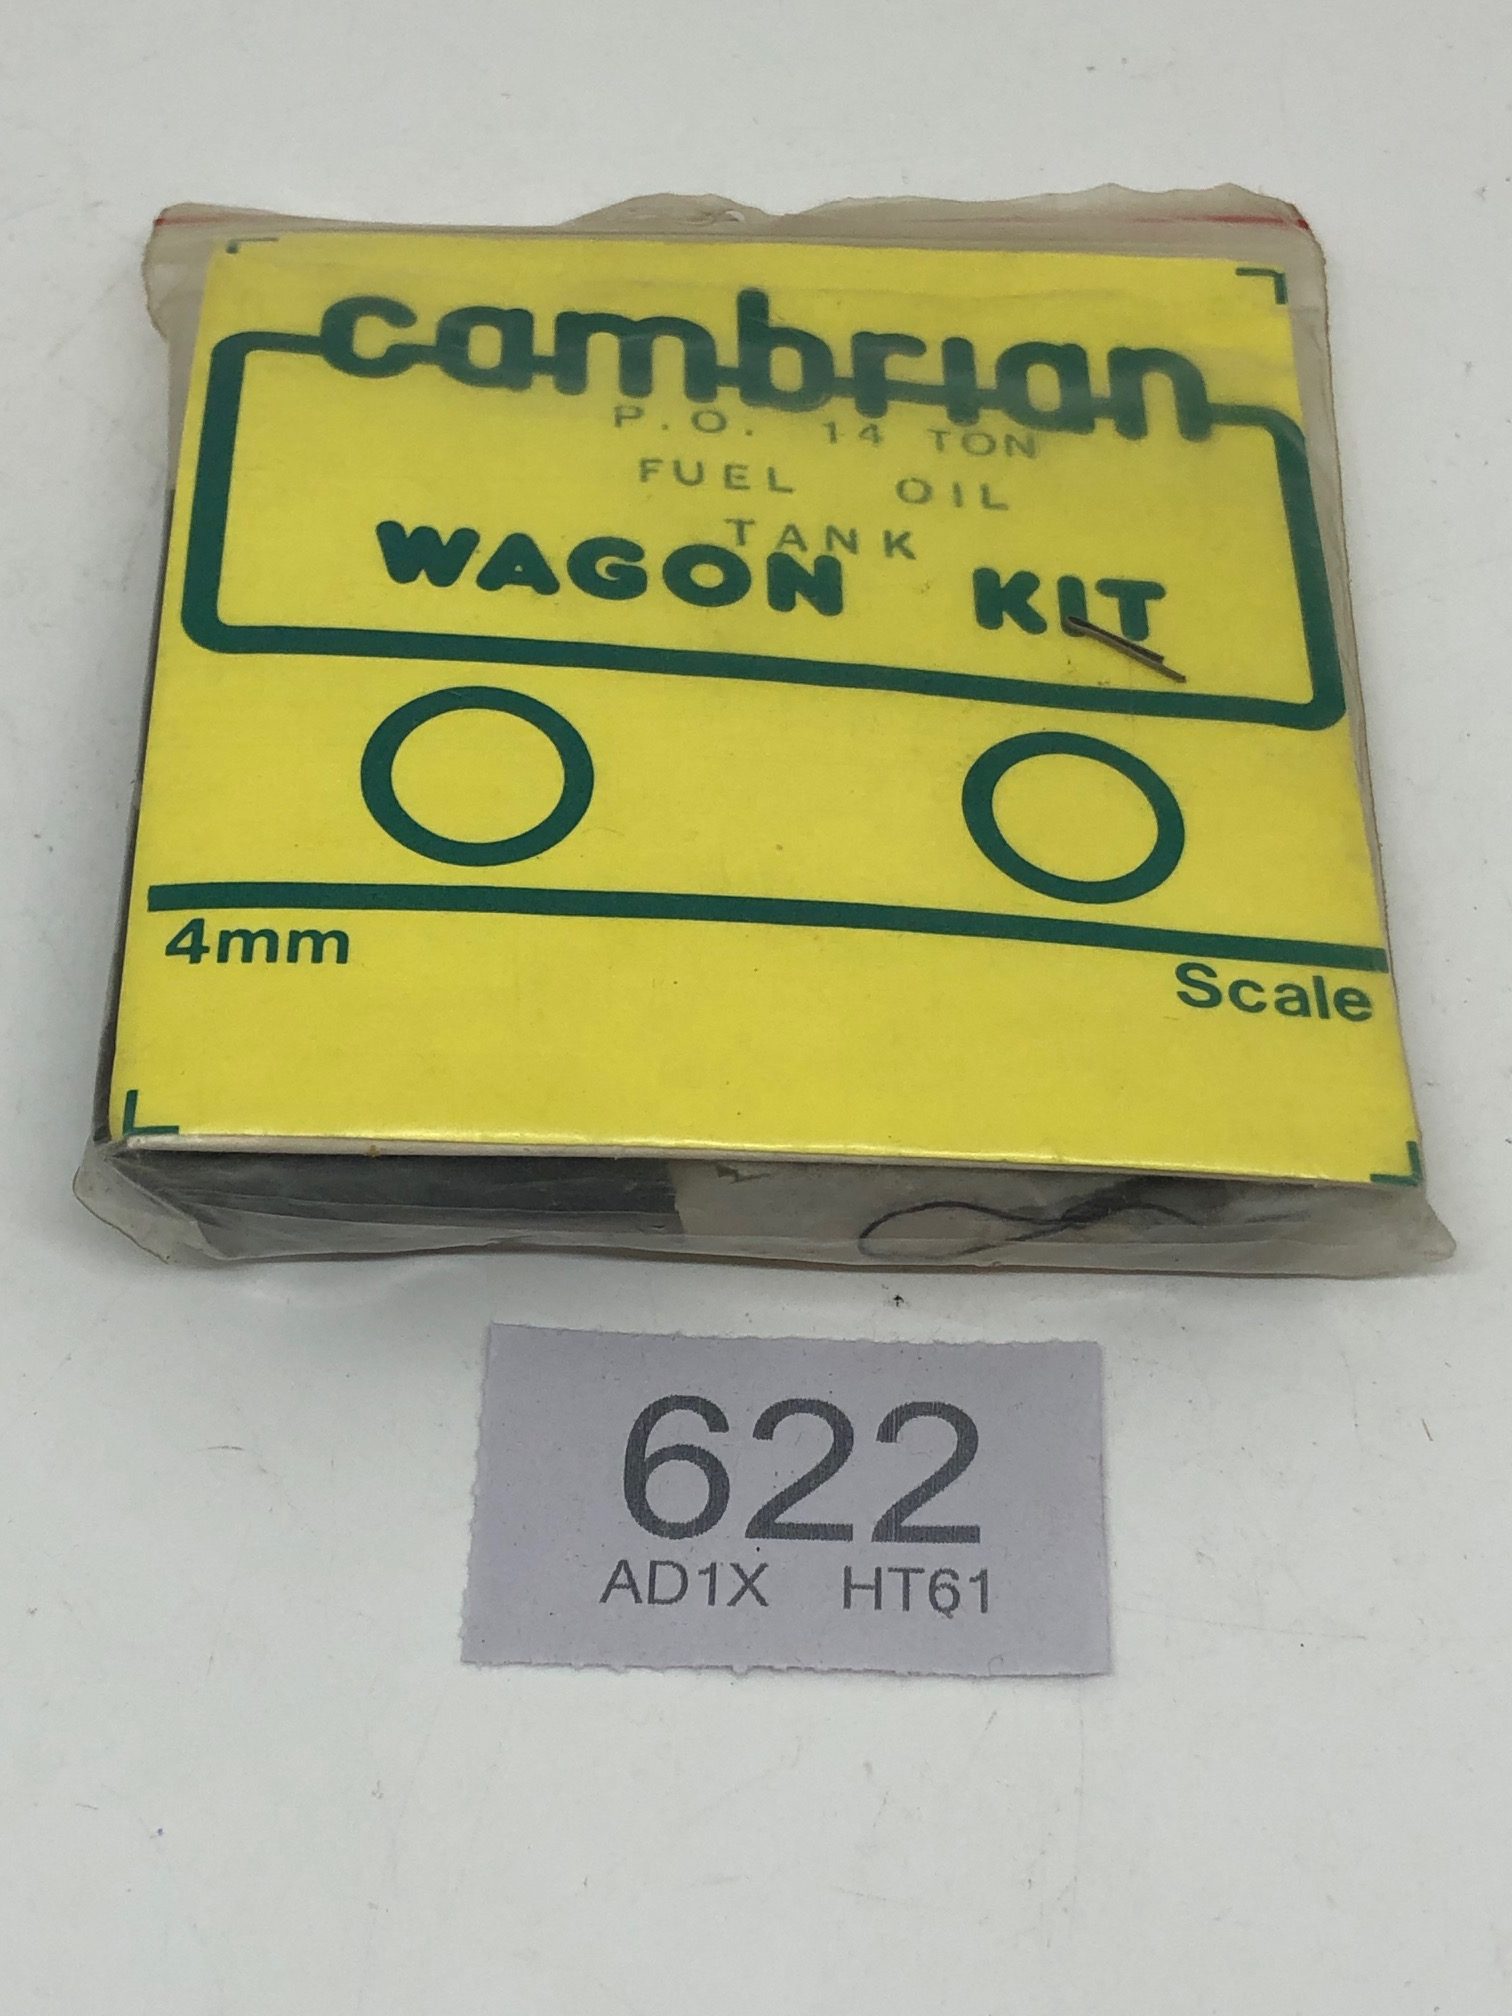 cambrian
P.O. 14 TON
FUEL OIL
TANK
WAGON KIT
4mm
Scale
622
AD1X HT61